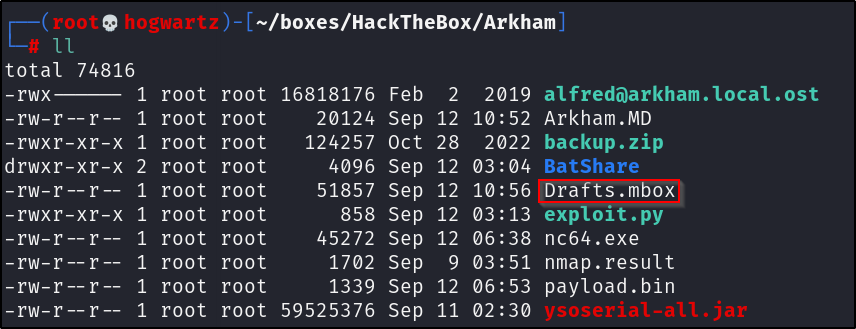 ┌──(root💀hogwartz)-[~/boxes/HackTheBox/Arkham]
└─# ll
total 74816
-rwx------ 1 root root 16818176 Feb  2  2019 alfred@arkham.local.ost
-rw-r--r-- 1 root root    20124 Sep 12 10:52 Arkham.MD
-rwxr-xr-x 1 root root   124257 Oct 28  2022 backup.zip
drwxr-xr-x 2 root root     4096 Sep 12 03:04 BatShare
-rw-r--r-- 1 root root    51857 Sep 12 10:56 Drafts.mbox
-rwxr-xr-x 1 root root      858 Sep 12 03:13 exploit.py
-rw-r--r-- 1 root root    45272 Sep 12 06:38 nc64.exe
-rw-r--r-- 1 root root     1702 Sep  9 03:51 nmap.result
-rw-r--r-- 1 root root     1339 Sep 12 06:53 payload.bin
-rw-r--r-- 1 root root 59525376 Sep 11 02:30 ysoserial-all.jar